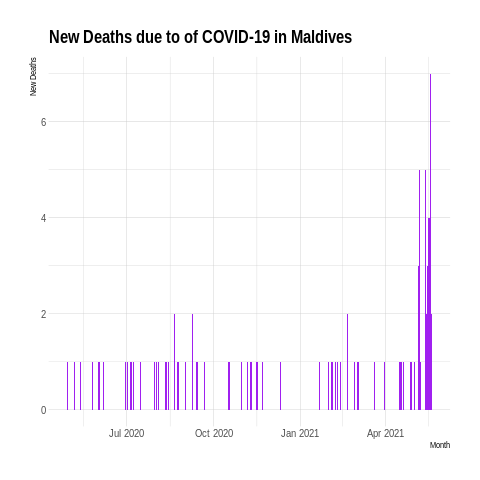 New Deaths due to of COVID-19 in Maldives
New Deaths
6
4
2
0
Jul 2020
Oct 2020
Jan 2021
Apr 2021
Month